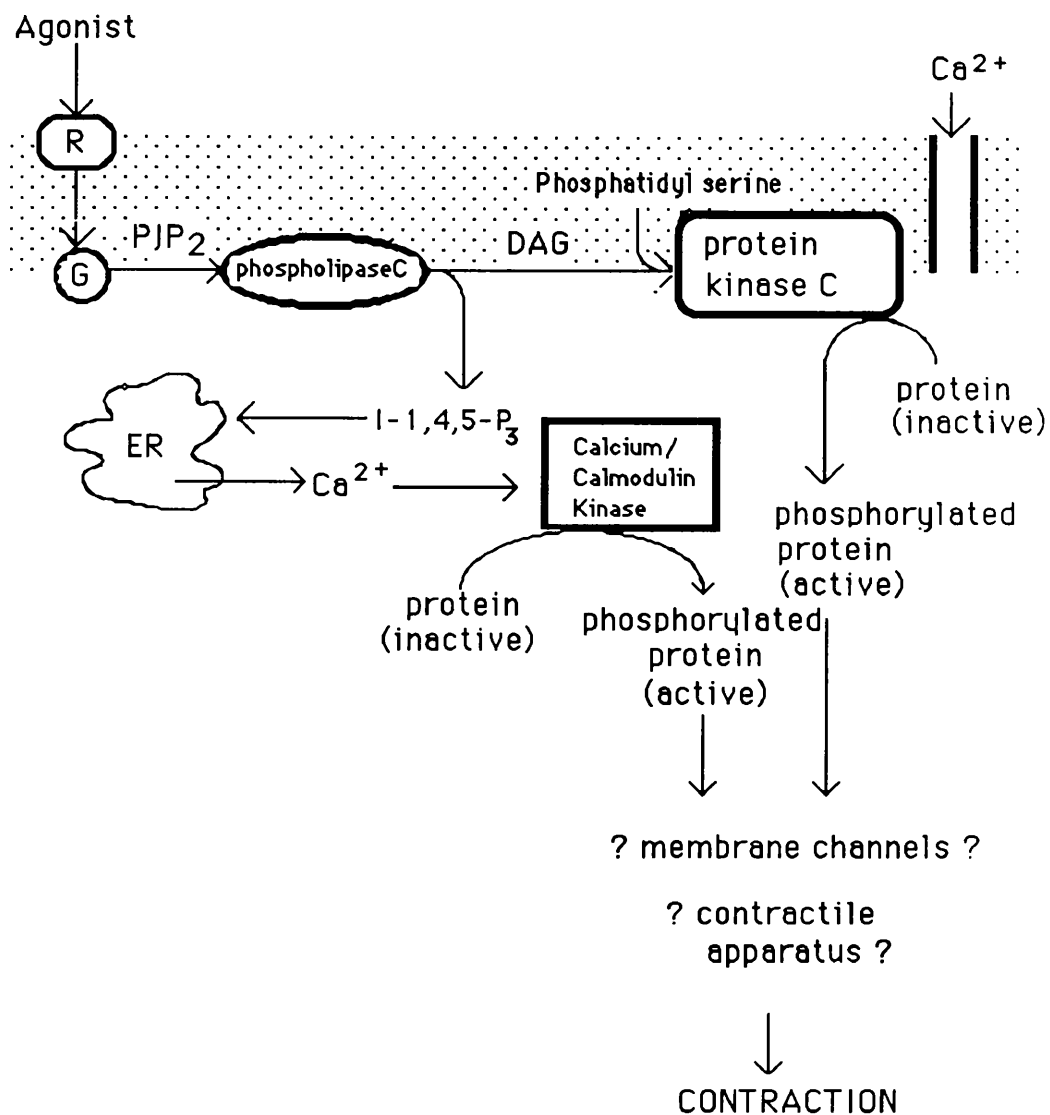 Agonist
Ca2+
R
Phosphatidyl serine
PIP2
DAG
protein
kinase C
G
phospholipaseC
protein
(inactive)
I-1,4,5-P3
ER
Calcium/
Calmodulin
Kinase
Ca2+
phosphorylated
protein
(active)
protein
(inactive)
phosphorylated
protein
(active)
? membrane channels ?
? contractile
apparatus ?
CONTRACTION